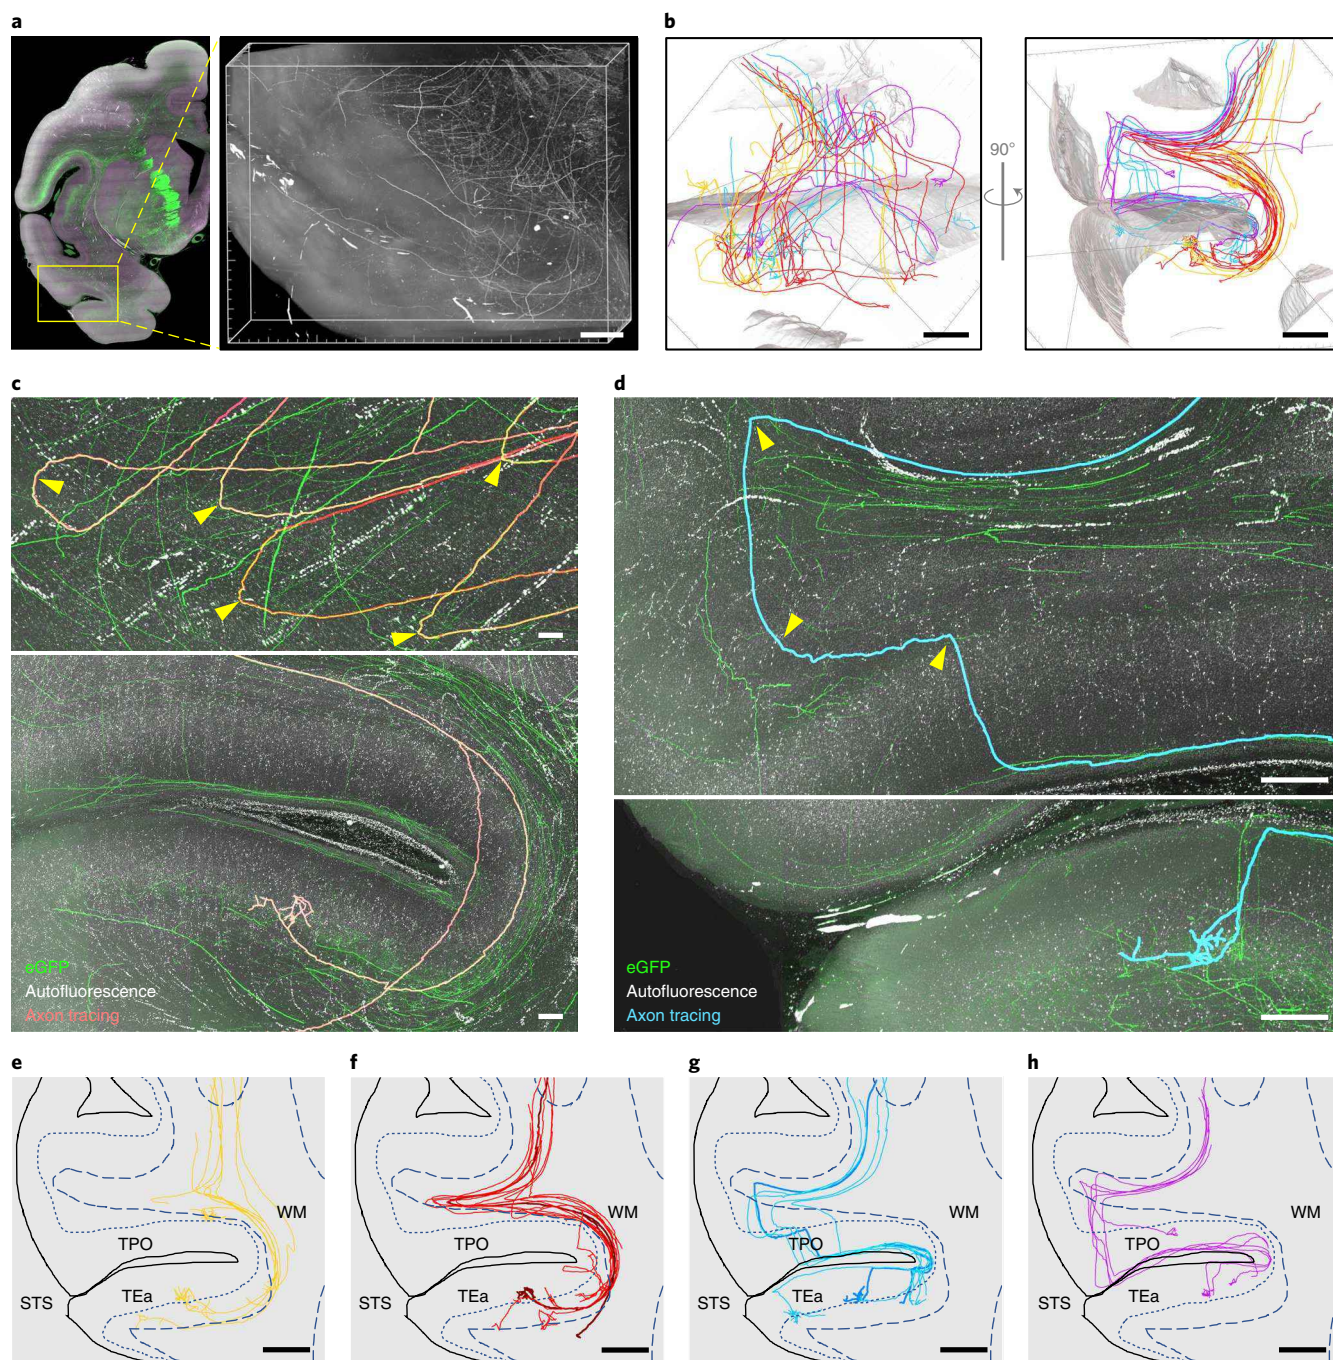 a
b
90°
c
d
eGFP
Autofluorescence
Axon tracing
eGFP
Autofluorescence
Axon tracing
e
f
g
h
WM
TPO
TEa
STS
WM
TPO
TEa
STS
WM
TPO
TEa
STS
WM
TPO
TEa
STS